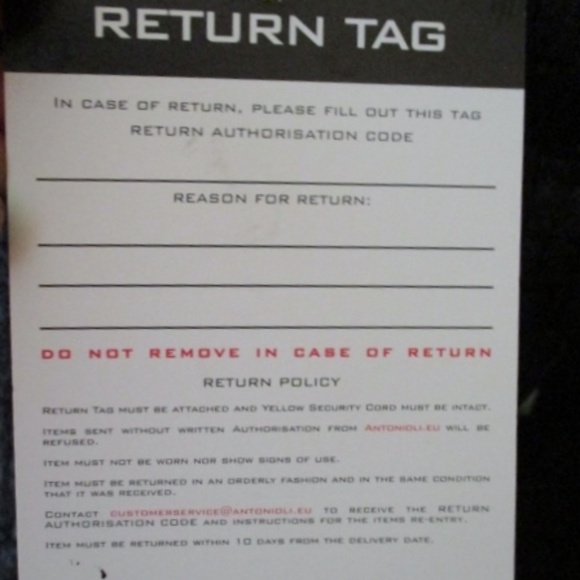 RETURN TAG
IN CASE OF RETURN, PLEASE FILL OUT THIS TAG
RETURN AUTHORISATION CODE
REASON FOR RETURN:
DO NOT REMOVE IN CASE OF RETURN
RETURN POLICY
RETURN TAG MUST BE ATTACHED AND YELLOW SECURITY CORD MUST BE INTACT.
ITEMS SENT WITHOUT WRITTEN AUTHORISATION FROM ANTONIOLI.EU WILL BE
REFUSED.
ITEM MUST NOT BE WORN NOR SHOW SIGNS OF USE.
ITEM MUST BE RETURNED IN AN ORDERLY FASHION AND IN THE SAME CONDITION
THAT IT WAS RECEIVED.
CONTACT CUSTOMERSERVICE@ANTONIOLI.EU TO RECEIVE THE RETURN
AUTHORISATION CODE AND INSTRUCTIONS FOR THE ITEMS RE-ENTRY.
ITEM MUST BE RETURNED WITHIN 10 DAYS FROM THE DELIVERY DATE.